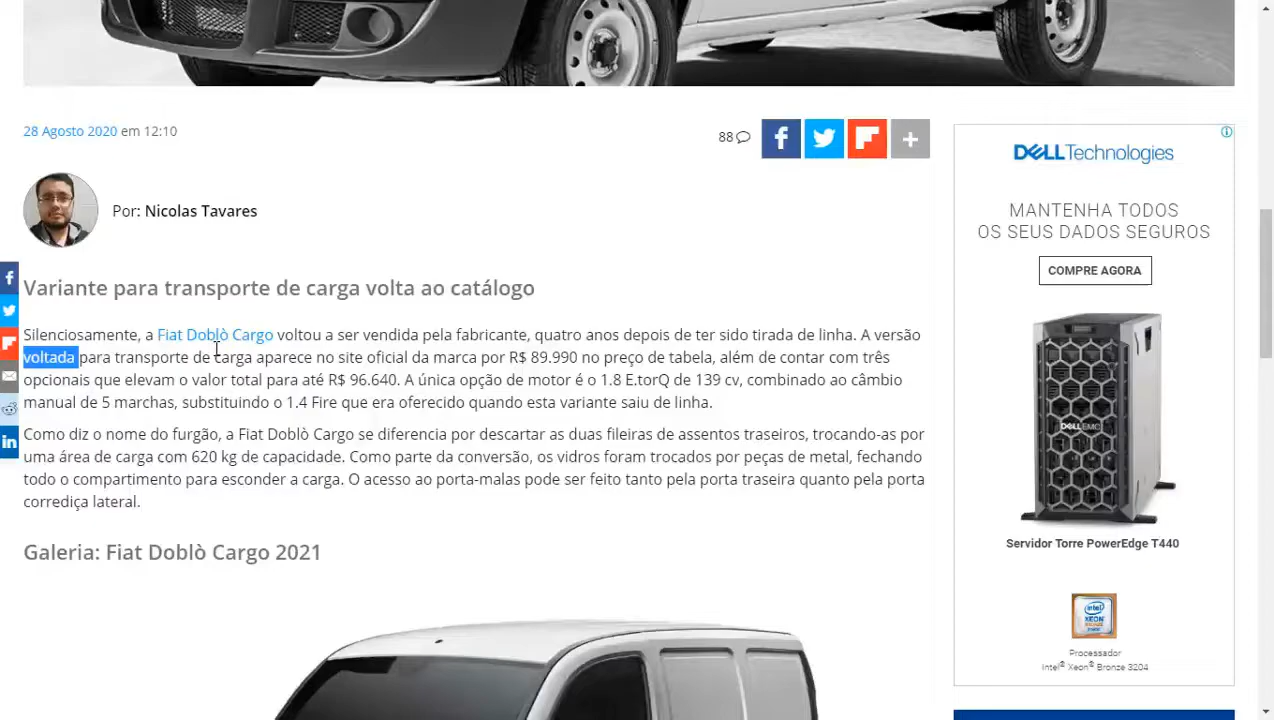 28 Agosto 2020 em 12:10
88
Por: Nicolas Tavares
Variante para transporte de carga volta ao catálogo
Silenciosamente, a Fiat Doblò Cargo voltou a ser vendida pela fabricante, quatro anos depois de ter sido tirada de linha. A versão
voltada para transporte de carga aparece no site oficial da marca por R$ 89.990 no preço de tabela, além de contar com três
opcionais que elevam o valor total para até R$ 96.640. A única opção de motor é o 1.8 E.torQ de 139 cv, combinado ao câmbio
manual de 5 marchas, substituindo o 1.4 Fire que era oferecido quando esta variante saiu de linha.
Como diz o nome do furgão, a Fiat Doblò Cargo se diferencia por descartar as duas fileiras de assentos traseiros, trocando-as por
uma área de carga com 620 kg de capacidade. Como parte da conversão, os vidros foram trocados por peças de metal, fechando
todo o compartimento para esconder a carga. O acesso ao porta-malas pode ser feito tanto pela porta traseira quanto pela porta
corrediça lateral.
Galeria: Fiat Doblò Cargo 2021
DELL Technologies
MANTENHA TODOS
OS SEUS DADOS SEGUROS
COMPRE AGORA
DELL EMC
Servidor Torre PowerEdge T440
intel
XEON
BRONZE
Processador
Intel® Xeon® Bronze 3204